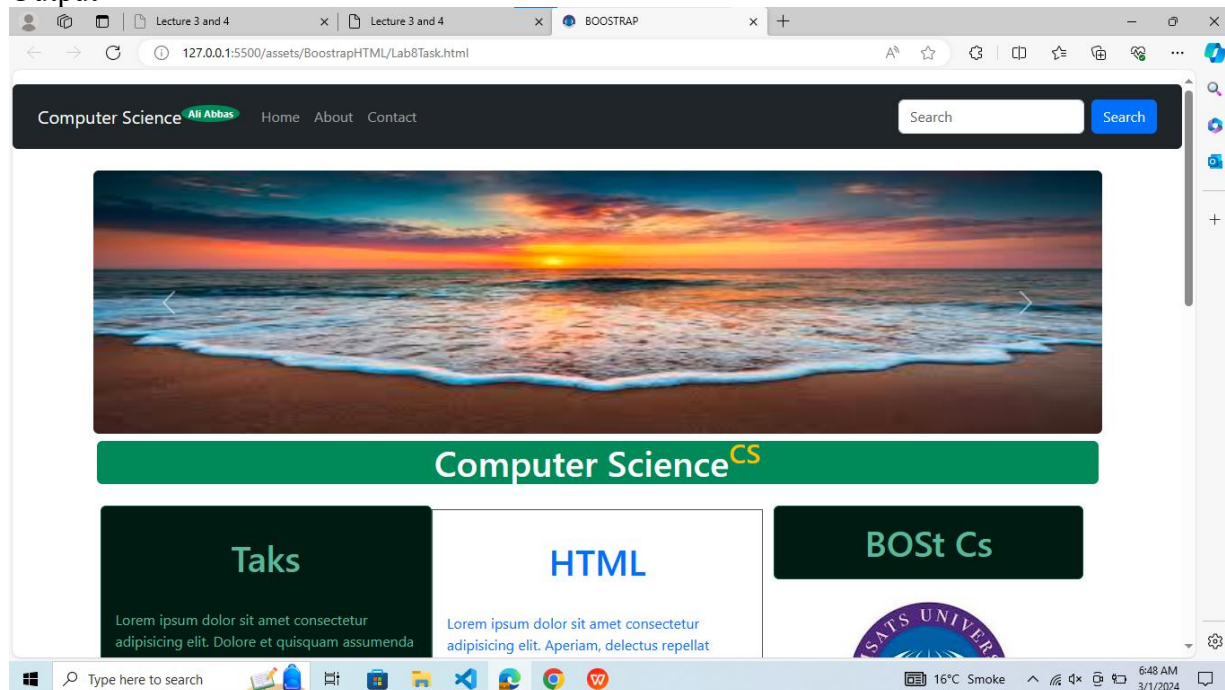 Output
Lecture 3 and 4
Lecture 3 and 4
BOOSTRAP
127.0.0.1:5500/assets/BoostrapHTML/Lab8Task.html
Computer Science Ali Abbas Home About Contact Search Search
Computer Science CS
Taks
Lorem ipsum dolor sit amet consectetur
adipisicing elit. Dolore et quisquam assumenda
HTML
Lorem ipsum dolor sit amet consectetur
adipisicing elit. Aperiam, delectus repellat
BOSt Cs
Type here to search
16°C Smoke
6:48 AM
3/1/2024